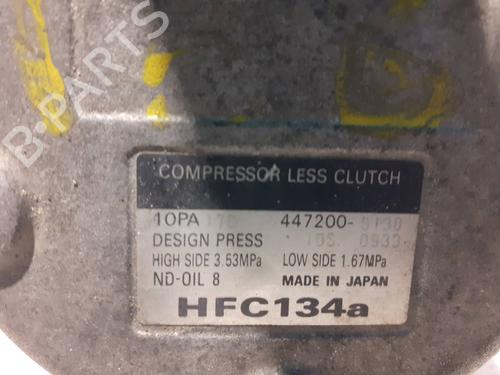 B-PARTS
COMPRESSOR LESS CLUTCH
10PA 447200-
DESIGN PRESS
HIGH SIDE 3.53MPa LOW SIDE 1.67MPa
ND-OIL 8 MADE IN JAPAN
HFC134a